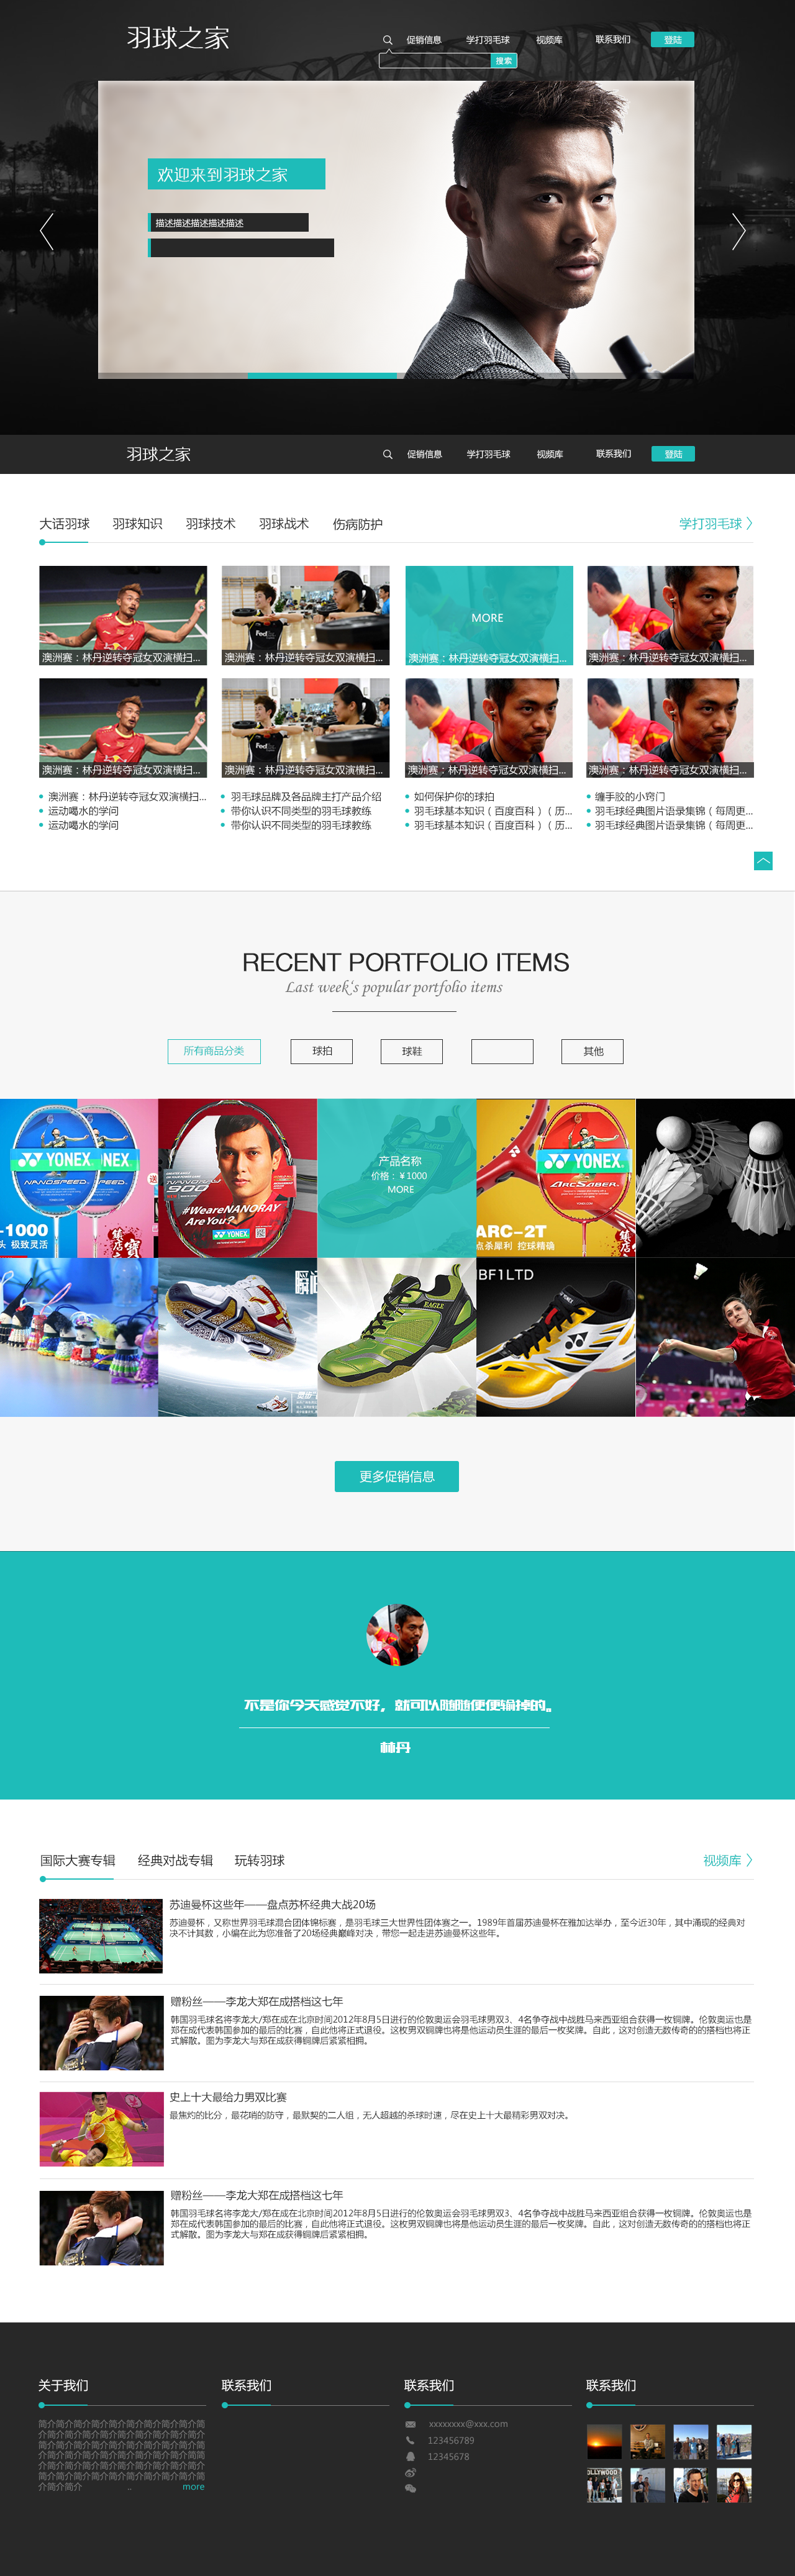 羽球之家
促销信息 学打羽毛球 视频库 联系我们 登陆
搜索
欢迎来到羽球之家
描述描述描述描述描述
羽球之家 促销信息 学打羽毛球 视频库 联系我们 登陆
大话羽球 羽球知识 羽球技术 羽球战术 伤病防护 学打羽毛球
MORE
澳洲赛：林丹逆转夺冠女双演横扫... 澳洲赛：林丹逆转夺冠女双演横扫... 澳洲赛：林丹逆转夺冠女双演横扫... 澳洲赛：林丹逆转夺冠女双演横扫...
澳洲赛：林丹逆转夺冠女双演横扫... 澳洲赛：林丹逆转夺冠女双演横扫... 澳洲赛：林丹逆转夺冠女双演横扫... 澳洲赛：林丹逆转夺冠女双演横扫...
澳洲赛：林丹逆转夺冠女双演横扫... 羽毛球品牌及各品牌主打产品介绍 如何保护你的球拍 缠手胶的小窍门
运动喝水的学问 带你认识不同类型的羽毛球教练 羽毛球基本知识（百度百科）（历... 羽毛球经典图片语录集锦（每周更...
运动喝水的学问 带你认识不同类型的羽毛球教练 羽毛球基本知识（百度百科）（历... 羽毛球经典图片语录集锦（每周更...
RECENT PORTFOLIO ITEMS
Last week‘s popular portfolio items
所有商品分类 球拍 球鞋 其他
YONEX
YONEX
NANOSPEED
-1000
头 极致灵活
NANORAY
900
#WeareNANORAY
AreYou?
YONEX
产品名称
价格：￥1000
MORE
YONEX
ARCSABER
ARC-2T
点杀犀利 控球精确
EAGLE
BF1LTD
更多促销信息
不是你今天感觉不好，就可以随随便便输掉的。
林丹
国际大赛专辑 经典对战专辑 玩转羽球 视频库
苏迪曼杯这些年——盘点苏杯经典大战20场
苏迪曼杯，又称世界羽毛球混合团体锦标赛，是羽毛球三大世界性团体赛之一。1989年首届苏迪曼杯在雅加达举办，至今近30年，其中涌现的经典对
决不计其数，小编在此为您准备了20场经典巅峰对决，带您一起走进苏迪曼杯这些年。
赠粉丝——李龙大郑在成搭档这七年
韩国羽毛球名将李龙大/郑在成在北京时间2012年8月5日进行的伦敦奥运会羽毛球男双3、4名争夺战中战胜马来西亚组合获得一枚铜牌。伦敦奥运也是
郑在成代表韩国参加的最后的比赛，自此他将正式退役。这枚男双铜牌也将是他运动员生涯的最后一枚奖牌。自此，这对创造无数传奇的的搭档也将正
式解散。图为李龙大与郑在成获得铜牌后紧紧相拥。
史上十大最给力男双比赛
最焦灼的比分，最花哨的防守，最默契的二人组，无人超越的杀球时速，尽在史上十大最精彩男双对决。
赠粉丝——李龙大郑在成搭档这七年
韩国羽毛球名将李龙大/郑在成在北京时间2012年8月5日进行的伦敦奥运会羽毛球男双3、4名争夺战中战胜马来西亚组合获得一枚铜牌。伦敦奥运也是
郑在成代表韩国参加的最后的比赛，自此他将正式退役。这枚男双铜牌也将是他运动员生涯的最后一枚奖牌。自此，这对创造无数传奇的的搭档也将正
式解散。图为李龙大与郑在成获得铜牌后紧紧相拥。
关于我们 联系我们 联系我们 联系我们
简介简介简介简介简介简介简介简介简介简
介简介简介简介简介简介简介简介简介简介
简介简介简介简介简介简介简介简介简介简
介简介简介简介简介简介简介简介简介简简
介简介简介简介简介简介简介简介简介简介
简介简介简介简介简介简介简介简介简介简
介简介简介 .. more
xxxxxxxx@xxx.com
123456789
12345678